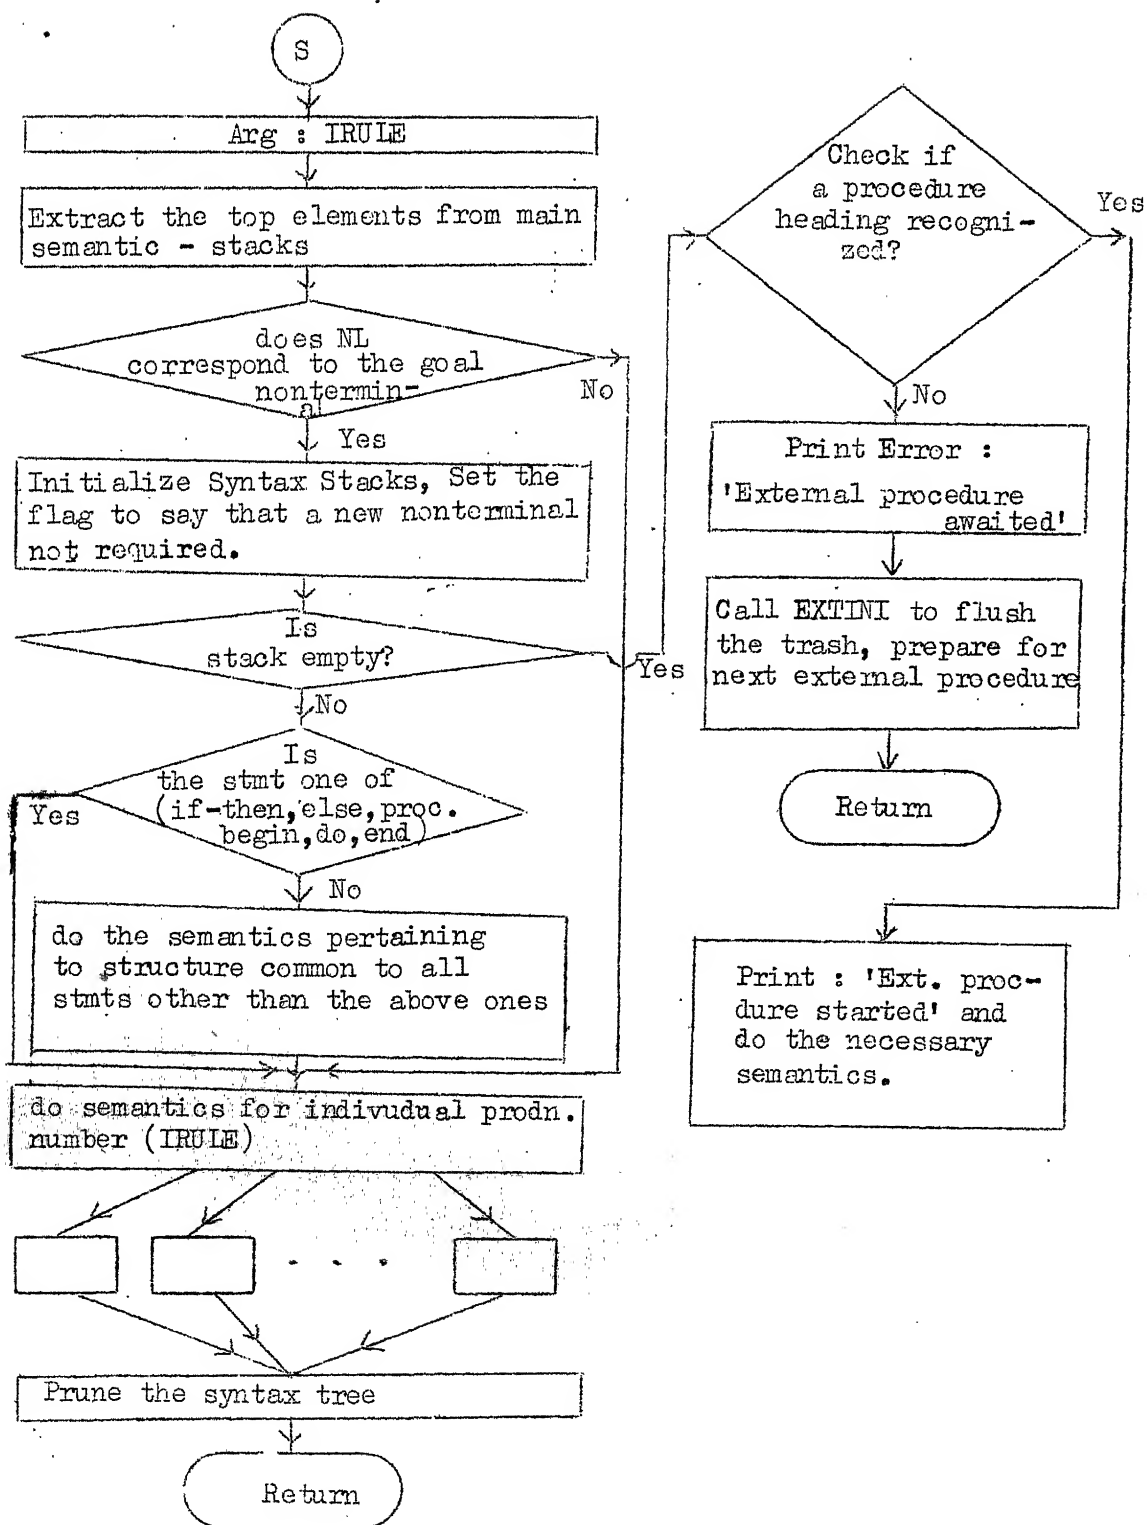 S
Arg : IRULE
Extract the top elements from main
semantic - stacks
does NL
correspond to the goal
nontermin-
al
No
Yes
Initialize Syntax Stacks, Set the
flag to say that a new nonterminal
not required.
Is
stack empty?
Yes
No
Is
the stmt one of
(if-then, else, proc.
begin, do, end)
Yes
No
do the semantics pertaining
to structure common to all
stmts other than the above ones
do semantics for indivudual prodn.
number (IRULE)
. . .
Prune the syntax tree
Return
Check if
a procedure
heading recogni-
zed?
Yes
No
Print Error :
'External procedure
awaited'
Call EXTINI to flush
the trash, prepare for
next external procedure
Return
Print : 'Ext. proc-
dure started' and
do the necessary
semantics.